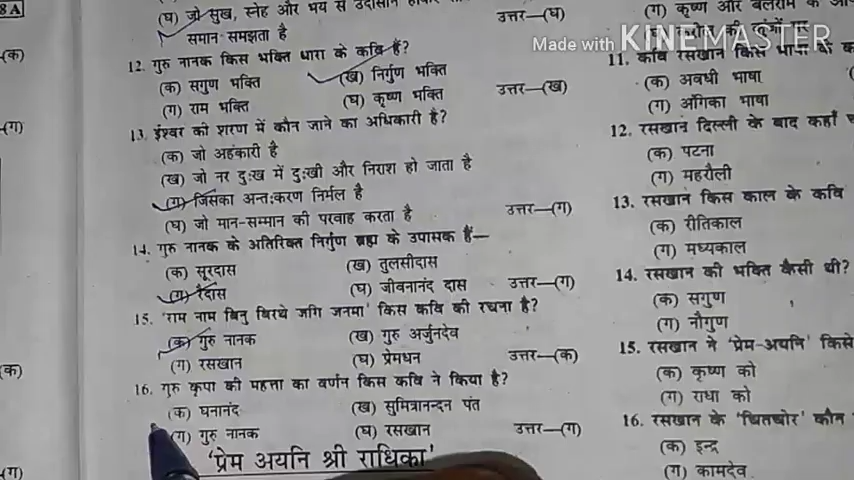 8A
(घ) जो सुख, स्नेह और भय से उदासीन होकर
समान समझता है
उत्तर—(घ)
12. गुरु नानक किस भक्ति धारा के कवि हैं?
(क) सगुण भक्ति (ख) निर्गुण भक्ति
(ग) राम भक्ति (घ) कृष्ण भक्ति उत्तर—(ख)
13. ईश्वर की शरण में कौन जाने का अधिकारी है?
(क) जो अहंकारी है
(ख) जो नर दुःख में दुःखी और निराश हो जाता है
(ग) जिसका अन्तःकरण निर्मल है
(घ) जो मान-सम्मान की परवाह करता है उत्तर—(ग)
14. गुरु नानक के अतिरिक्त निर्गुण ब्रह्म के उपासक हैं—
(क) सूरदास (ख) तुलसीदास
(ग) रैदास (घ) जीवनानंद दास उत्तर—(ग)
15. 'राम नाम बिनु बिरथे जगि जनमा' किस कवि की रचना है?
(क) गुरु नानक (ख) गुरु अर्जुनदेव
(ग) रसखान (घ) प्रेमधन उत्तर—(क)
16. गुरु कृपा की महत्ता का वर्णन किस कवि ने किया है?
(क) घनानंद (ख) सुमित्रानन्दन पंत
(ग) गुरु नानक (घ) रसखान उत्तर—(ग)
'प्रेम अयनि श्री राधिका'
(क)
(ग)
(क)
(ग)
(ग) कृष्ण और बलराम के
Made with KINEMASTER
11. कवि रसखान किस भाषा के
(क) अवधी भाषा
(ग) अंगिका भाषा
12. रसखान दिल्ली के बाद कहाँ
(क) पटना
(ग) महरौली
13. रसखान किस काल के कवि
(क) रीतिकाल
(ग) मध्यकाल
14. रसखान की भक्ति कैसी थी?
(क) सगुण
(ग) नौगुण
15. रसखान ने 'प्रेम-अयनि' किसे
(क) कृष्ण को
(ग) राधा को
16. रसखान के 'चितचोर' कौन
(क) इन्द्र
(ग) कामदेव